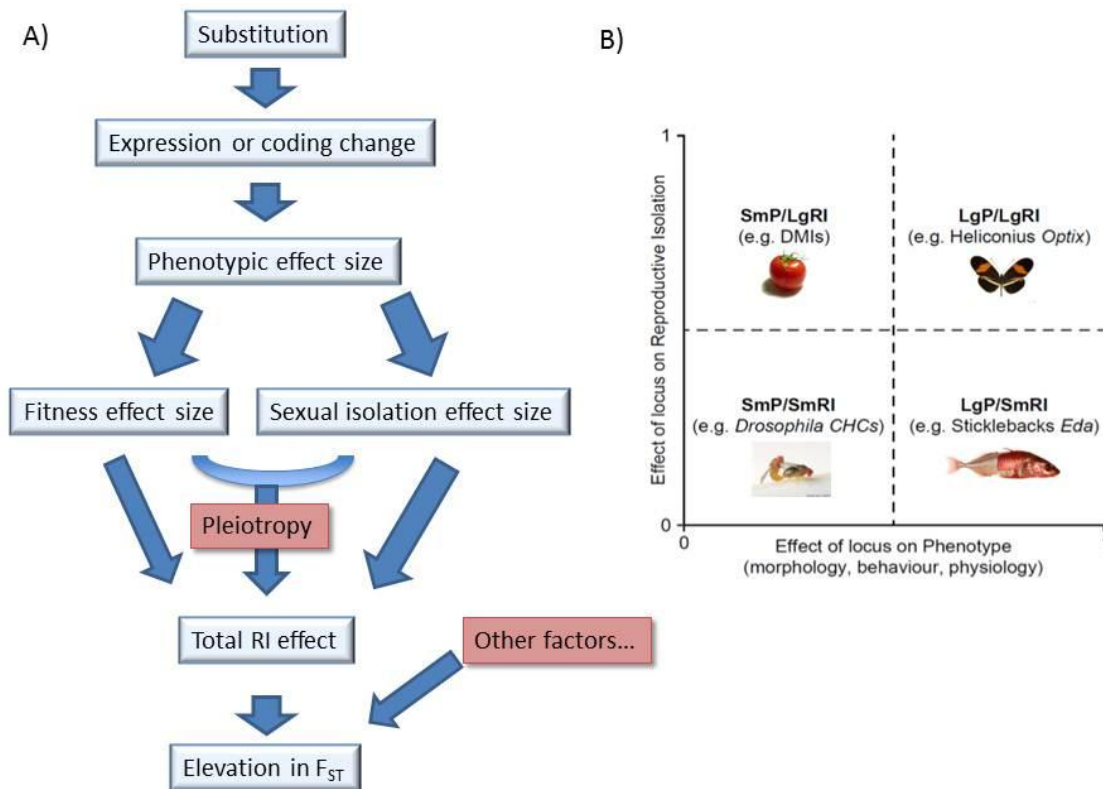 A)
Substitution
Expression or coding change
Phenotypic effect size
Fitness effect size
Sexual isolation effect size
Pleiotropy
Total RI effect
Other factors...
Elevation in FST
B)
Effect of locus on Reproductive Isolation
1
SmP/LgRI
(e.g. DMIs)
LgP/LgRI
(e.g. Heliconius Optix)
SmP/SmRI
(e.g. Drosophila CHCs)
LgP/SmRI
(e.g. Sticklebacks Eda)
0
0
Effect of locus on Phenotype
(morphology, behaviour, physiology)